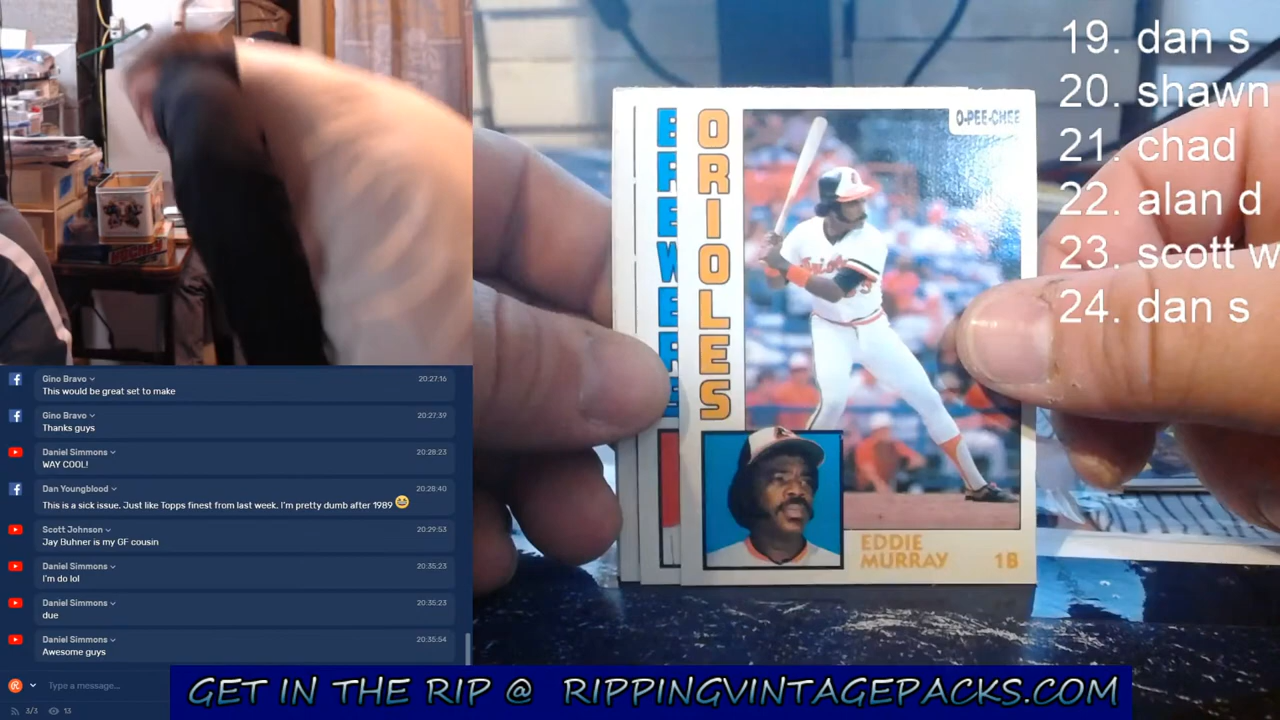 19. dan s
20. shawn
21. chad
22. alan d
23. scott w
24. dan s
O-PEE-CHEE
ORIOLES
BREWERS
EDDIE
MURRAY
1B
Gino Bravo 20:27:16
This would be great set to make
Gino Bravo 20:27:39
Thanks guys
Daniel Simmons 20:28:23
WAY COOL!
Dan Youngblood 20:28:40
This is a sick issue. Just like Topps finest from last week. I'm pretty dumb after 1989 😄
Scott Johnson 20:29:53
Jay Buhner is my GF cousin
Daniel Simmons 20:35:23
I'm do lol
Daniel Simmons 20:35:23
due
Daniel Simmons 20:35:54
Awesome guys
Type a message...
3/3 13
GET IN THE RIP @ RIPPINGVINTAGEPACKS.COM